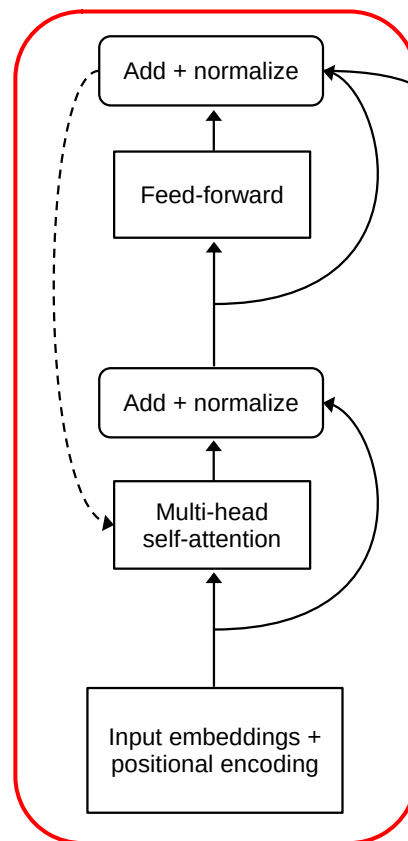 Add + normalize
Feed-forward
Add + normalize
Multi-head
self-attention
Input embeddings +
positional encoding